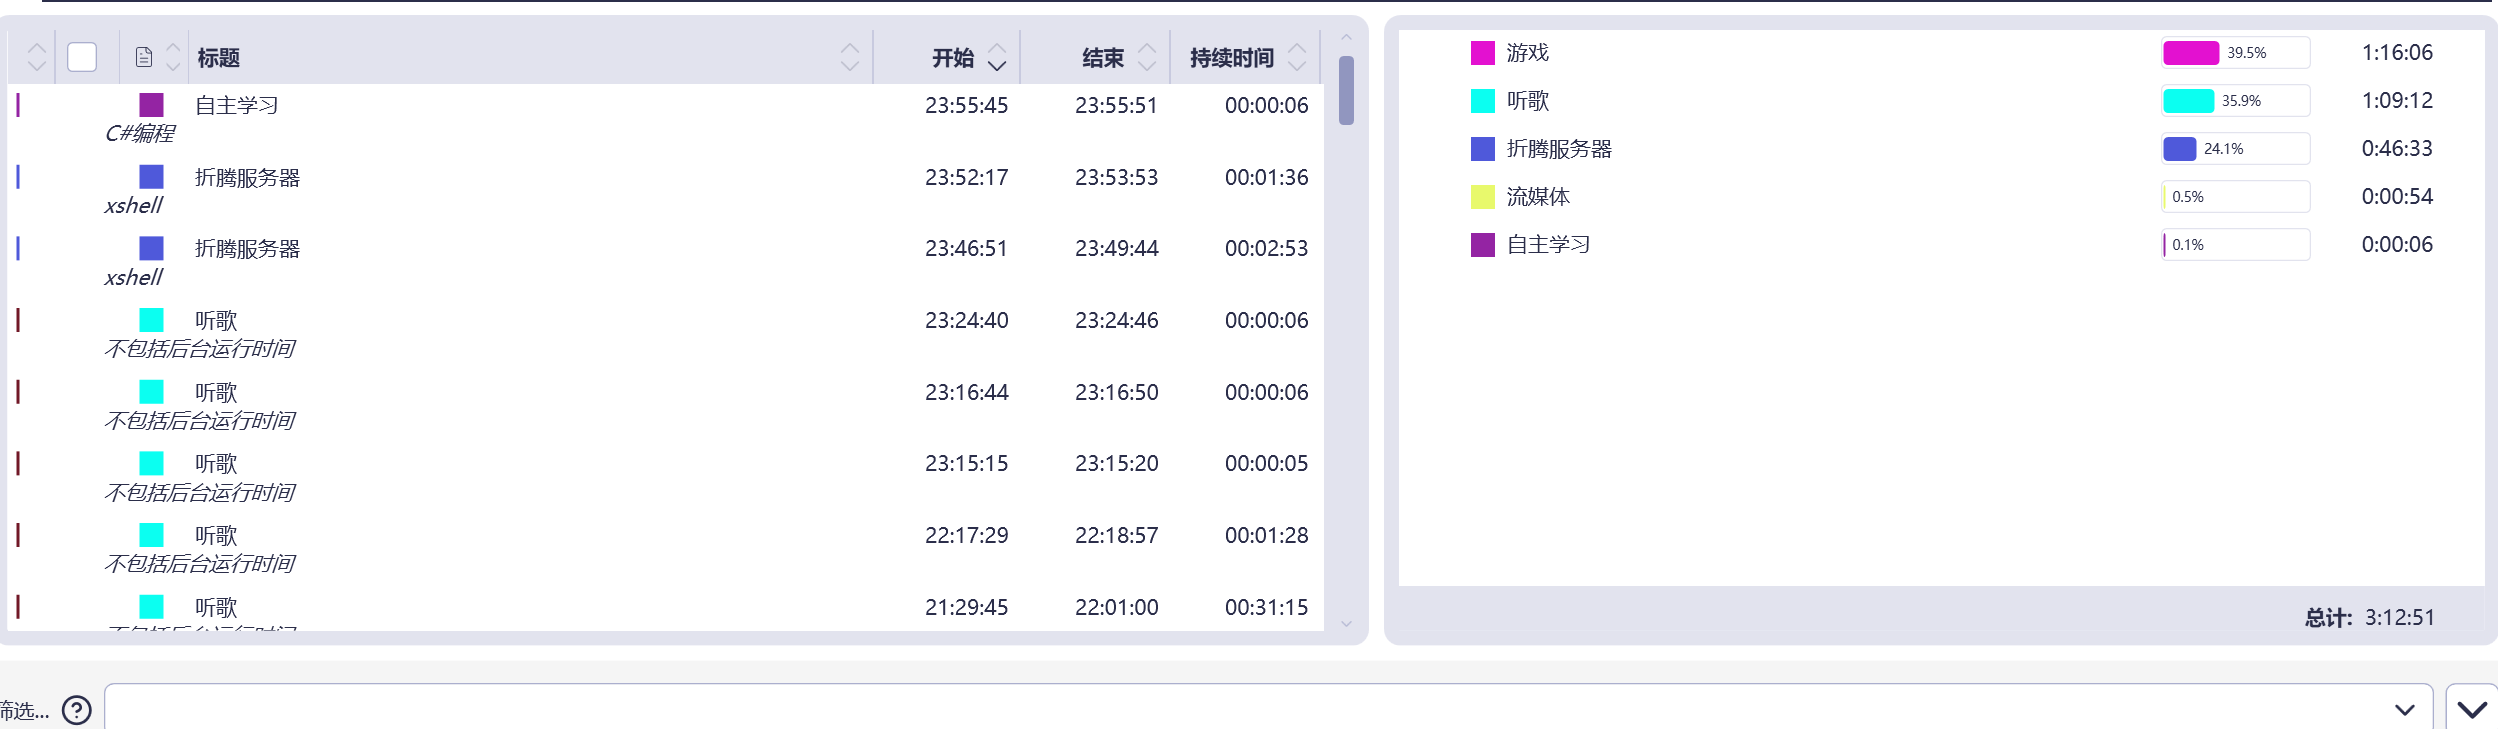 标题 开始 结束 持续时间
自主学习 23:55:45 23:55:51 00:00:06
C#编程
折腾服务器 23:52:17 23:53:53 00:01:36
xshell
折腾服务器 23:46:51 23:49:44 00:02:53
xshell
听歌 23:24:40 23:24:46 00:00:06
不包括后台运行时间
听歌 23:16:44 23:16:50 00:00:06
不包括后台运行时间
听歌 23:15:15 23:15:20 00:00:05
不包括后台运行时间
听歌 22:17:29 22:18:57 00:01:28
不包括后台运行时间
听歌 21:29:45 22:01:00 00:31:15
游戏 39.5% 1:16:06
听歌 35.9% 1:09:12
折腾服务器 24.1% 0:46:33
流媒体 0.5% 0:00:54
自主学习 0.1% 0:00:06
总计: 3:12:51
筛选...